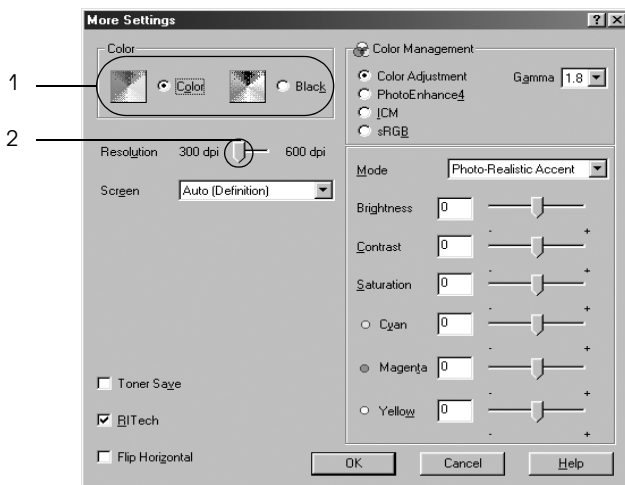 More Settings
1
2
Color
Color
Black
Resolution 300 dpi 600 dpi
Screen Auto (Definition)
Toner Save
RITech
Flip Horizontal
Color Management
Color Adjustment Gamma 1.8
PhotoEnhance4
ICM
sRGB
Mode Photo-Realistic Accent
Brightness 0
- +
Contrast 0
- +
Saturation 0
- +
Cyan 0
- +
Magenta 0
- +
Yellow 0
- +
OK Cancel Help